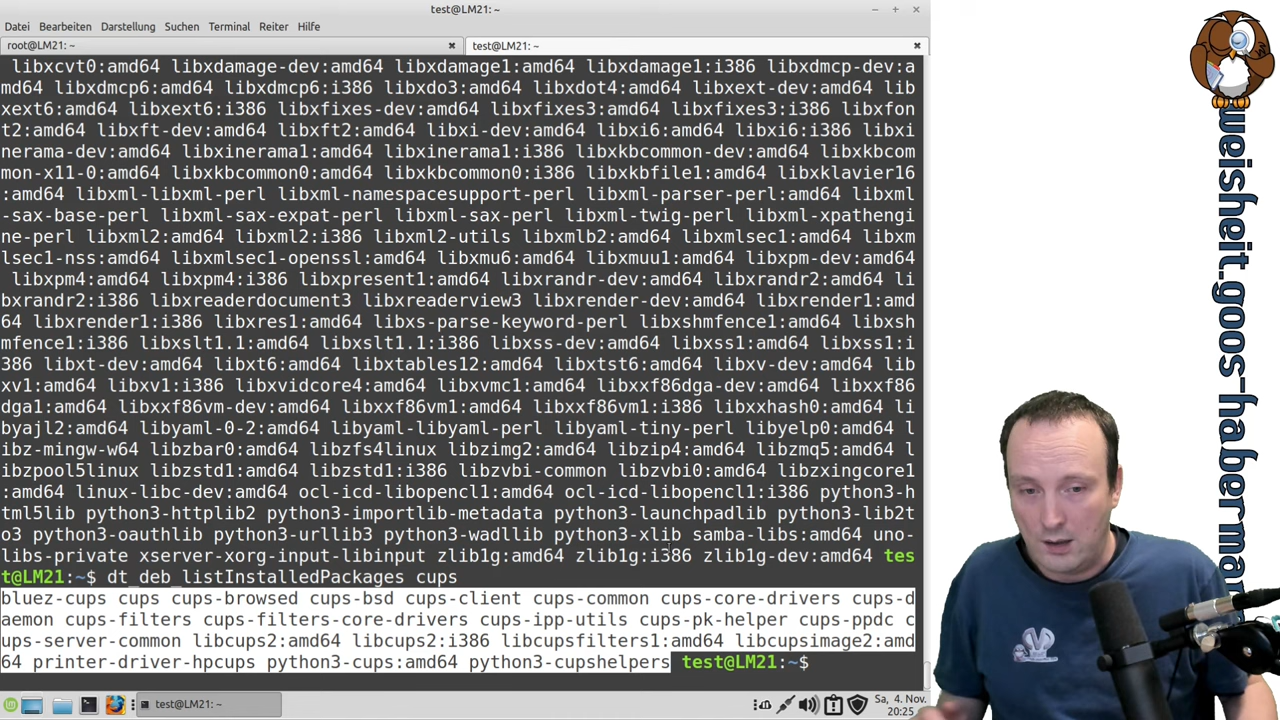 test@LM21: ~
Datei Bearbeiten Darstellung Suchen Terminal Reiter Hilfe
root@LM21: ~
test@LM21: ~
libxcvt0:amd64 libxdamage-dev:amd64 libxdamage1:amd64 libxdamage1:i386 libxdmcp-dev:a
md64 libxdmcp6:amd64 libxdmcp6:i386 libxdo3:amd64 libxdot4:amd64 libxext-dev:amd64 lib
xext6:amd64 libxext6:i386 libxfixes-dev:amd64 libxfixes3:amd64 libxfixes3:i386 libxfon
t2:amd64 libxft-dev:amd64 libxft2:amd64 libxi-dev:amd64 libxi6:amd64 libxi6:i386 libxi
nerama-dev:amd64 libxinerama1:amd64 libxinerama1:i386 libxkbcommon-dev:amd64 libxkbcom
mon-x11-0:amd64 libxkbcommon0:amd64 libxkbcommon0:i386 libxkbfile1:amd64 libxklavier16
:amd64 libxml-libxml-perl libxml-namespacesupport-perl libxml-parser-perl:amd64 libxml
-sax-base-perl libxml-sax-expat-perl libxml-sax-perl libxml-twig-perl libxml-xpathengi
ne-perl libxml2:amd64 libxml2:i386 libxml2-utils libxmlb2:amd64 libxmlsec1:amd64 libxm
lsec1-nss:amd64 libxmlsec1-openssl:amd64 libxmu6:amd64 libxmuu1:amd64 libxpm-dev:amd64
libxpm4:amd64 libxpm4:i386 libxpresent1:amd64 libxrandr-dev:amd64 libxrandr2:amd64 li
bxrandr2:i386 libxreaderdocument3 libxreaderview3 libxrender-dev:amd64 libxrender1:amd
64 libxrender1:i386 libxres1:amd64 libxs-parse-keyword-perl libxshmfence1:amd64 libxsh
mfence1:i386 libxslt1.1:amd64 libxslt1.1:i386 libxss-dev:amd64 libxss1:amd64 libxss1:i
386 libxt-dev:amd64 libxt6:amd64 libxtables12:amd64 libxtst6:amd64 libxv-dev:amd64 lib
xv1:amd64 libxv1:i386 libxvidcore4:amd64 libxvmc1:amd64 libxxf86dga-dev:amd64 libxxf86
dga1:amd64 libxxf86vm-dev:amd64 libxxf86vm1:amd64 libxxf86vm1:i386 libxxhash0:amd64 li
byajl2:amd64 libyaml-0-2:amd64 libyaml-libyaml-perl libyaml-tiny-perl libyelp0:amd64 l
ibz-mingw-w64 libzbar0:amd64 libzfs4linux libzimg2:amd64 libzip4:amd64 libzmq5:amd64 l
ibzpool5linux libzstd1:amd64 libzstd1:i386 libzvbi-common libzvbi0:amd64 libzxingcore1
:amd64 linux-libc-dev:amd64 ocl-icd-libopencl1:amd64 ocl-icd-libopencl1:i386 python3-h
tml5lib python3-httplib2 python3-importlib-metadata python3-launchpadlib python3-lib2t
o3 python3-oauthlib python3-urllib3 python3-wadllib python3-xlib samba-libs:amd64 uno-
libs-private xserver-xorg-input-libinput zlib1g:amd64 zlib1g:i386 zlib1g-dev:amd64 tes
t@LM21:~$ dt_deb_listInstalledPackages cups
bluez-cups cups cups-browsed cups-bsd cups-client cups-common cups-core-drivers cups-d
aemon cups-filters cups-filters-core-drivers cups-ipp-utils cups-pk-helper cups-ppdc c
ups-server-common libcups2:amd64 libcups2:i386 libcupsfilters1:amd64 libcupsimage2:amd
64 printer-driver-hpcups python3-cups:amd64 python3-cupshelpers test@LM21:~$
test@LM21: ~
Sa, 4. Nov.
20:25